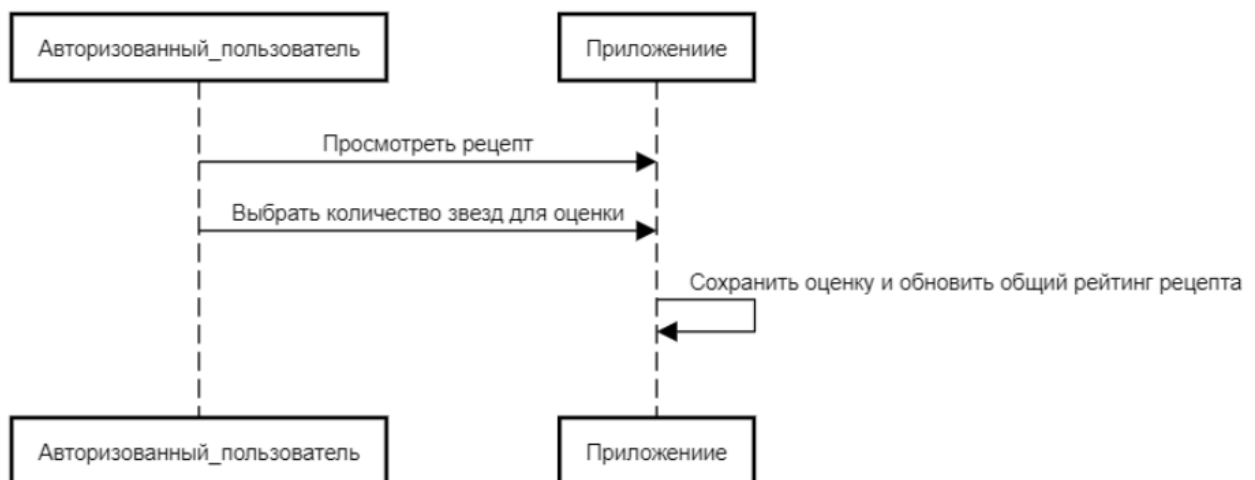 Авторизованный_пользователь
Приложениие
Просмотреть рецепт
Выбрать количество звезд для оценки
Сохранить оценку и обновить общий рейтинг рецепта
Авторизованный_пользователь
Приложениие